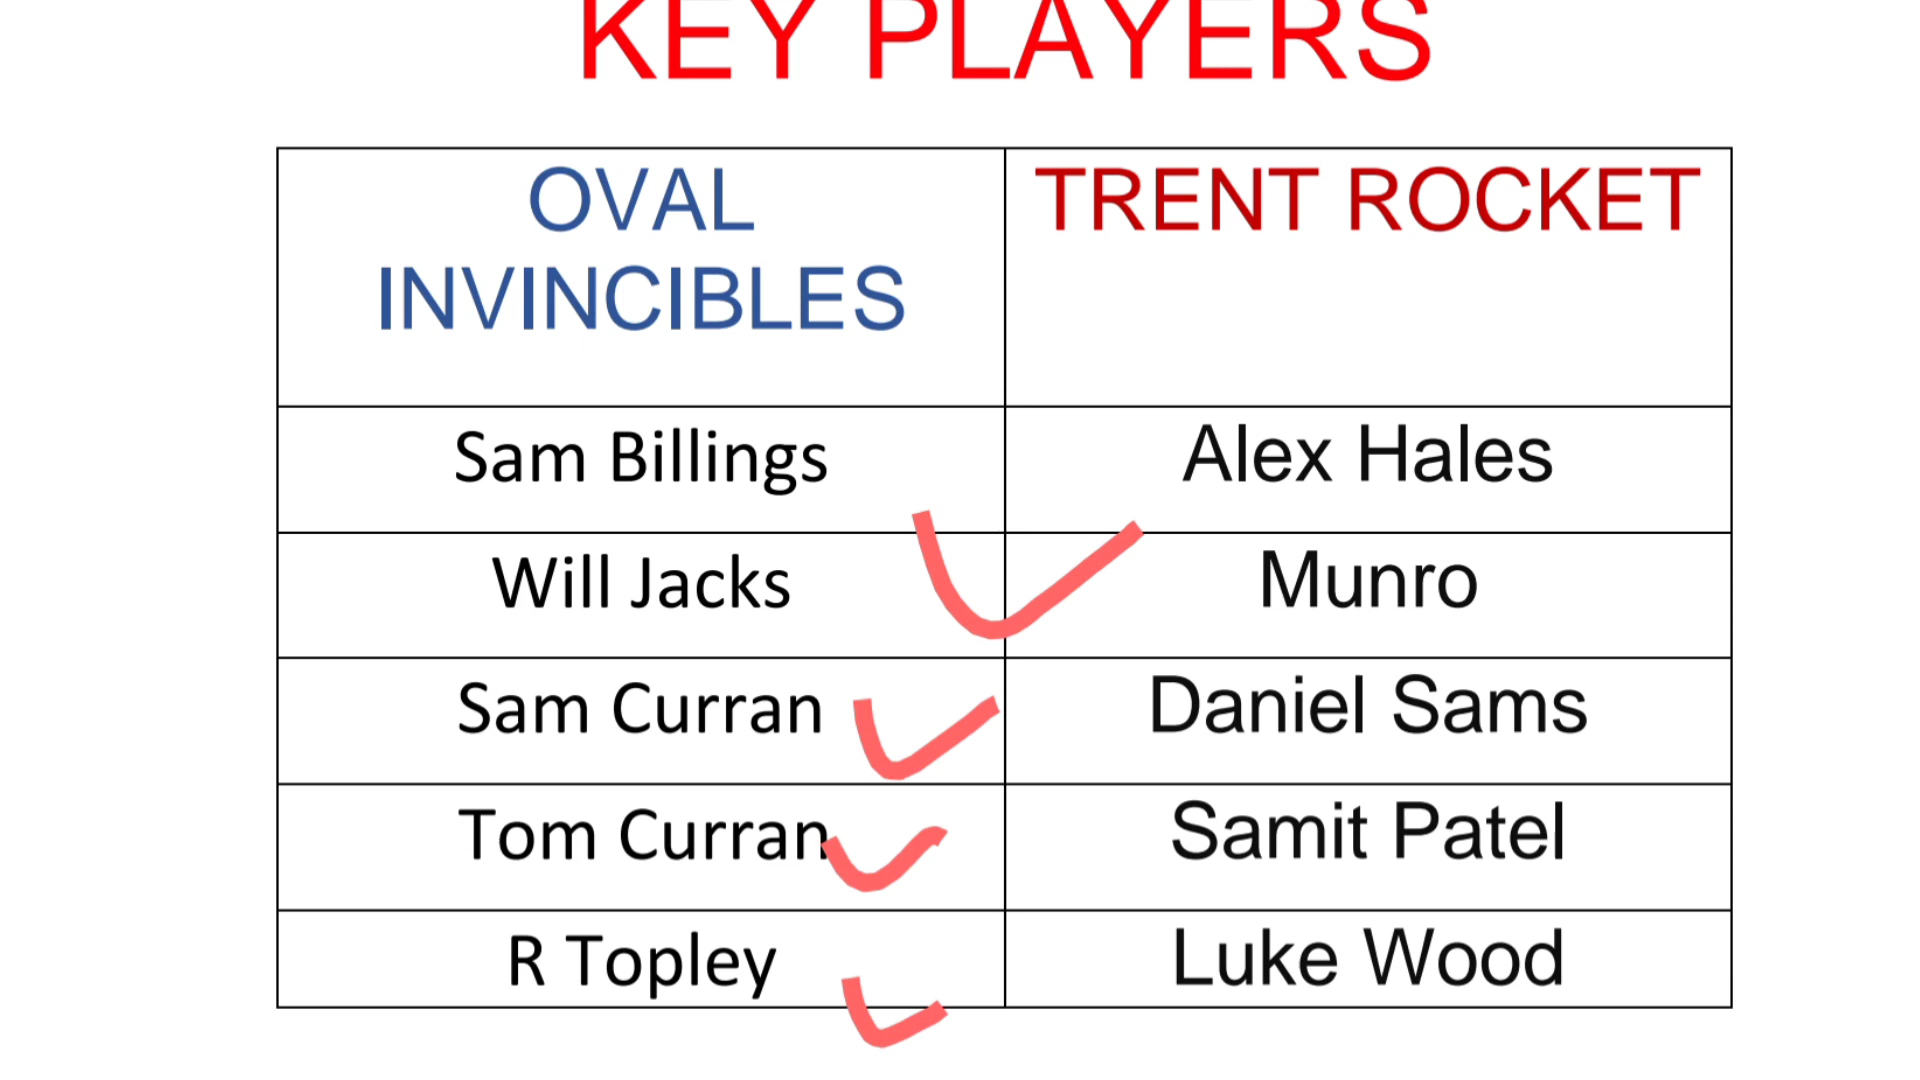 KEY PLAYERS
OVAL
INVINCIBLES
TRENT ROCKET
Sam Billings
Alex Hales
Will Jacks
Munro
Sam Curran
Daniel Sams
Tom Curran
Samit Patel
R Topley
Luke Wood